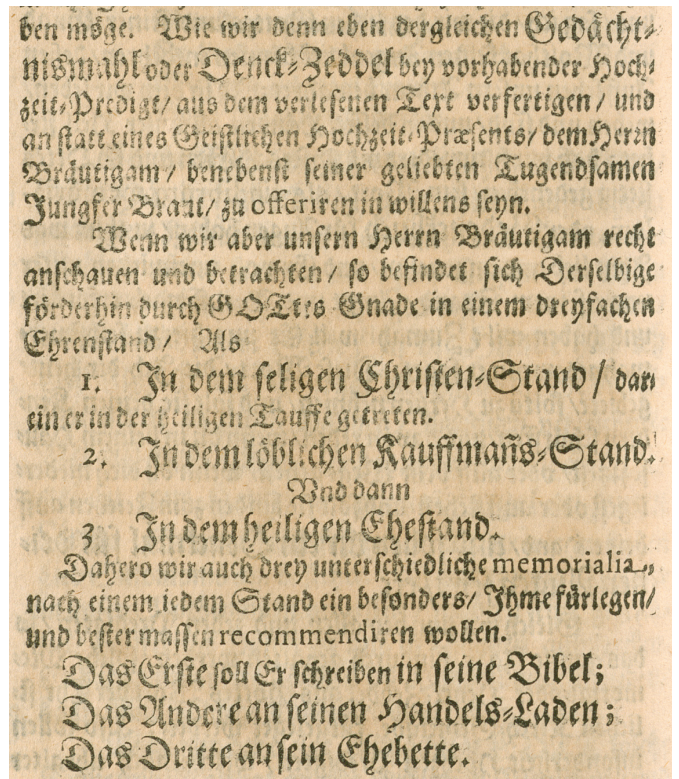 ben möge. Wie wir denn eben dergleichen Gedächt-
nismahl oder Denck-Zeddel bey vorhabender Hoch-
zeit-Predigt/ aus dem verlesenen Text verfertigen/ und
an statt eines Geistlichen Hochzeit-Præsents/ dem Herrn
Bräutigam/ benebenst seiner geliebten Tugendsamen
Jungfer Braut/ zu offeriren in willens seyn.
Wenn wir aber unsern Herrn Bräutigam recht
anschauen und betrachten/ so befindet sich Derselbige
förderhin durch GOTtes Gnade in einem dreyfachen
Ehrenstand/ Als
1. In dem seligen Christen-Stand/ dar-
ein er in der heiligen Tauffe getreten.
2. In dem löblichen Kauffmañs-Stand.
Und dann
3 In dem heiligen Ehestand.
Dahero wir auch drey unterschiedliche memorialia,
nach einem iedem Stand ein besonders/ Ihme fürlegen/
und bester massen recommendiren wollen.
Das Erste soll Er schreiben in seine Bibel;
Das Andere an seinen Handels-Laden;
Das Dritte an sein Ehebette.